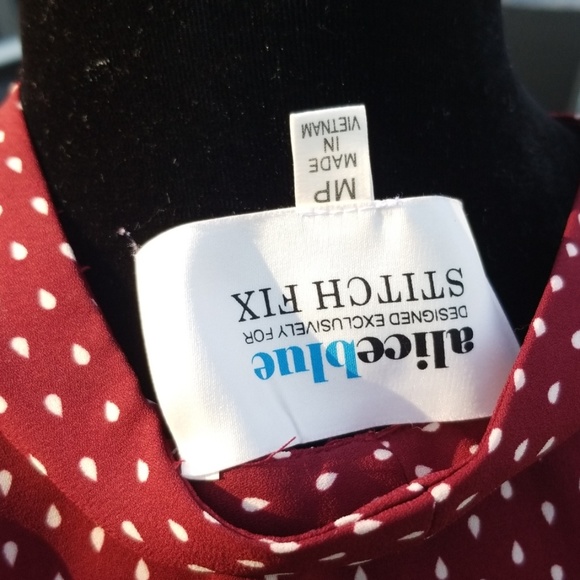 aliceblue
DESIGNED EXCLUSIVELY FOR
STITCH FIX
MP
MADE
IN
VIETNAM